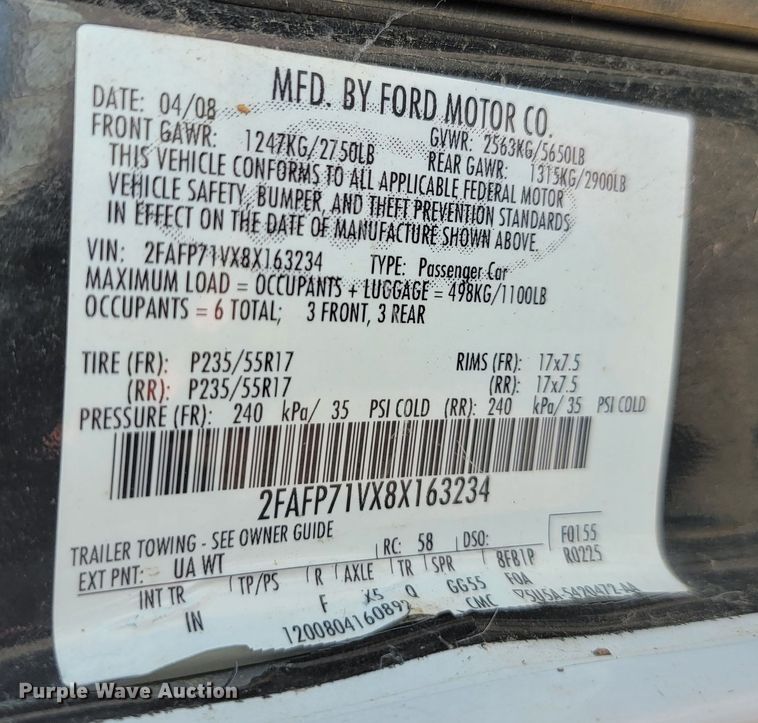 MFD. BY FORD MOTOR CO.
DATE: 04/08 GVWR: 2563KG/5650LB
FRONT GAWR: 1247KG/2750LB REAR GAWR: 1315KG/2900LB
THIS VEHICLE CONFORMS TO ALL APPLICABLE FEDERAL MOTOR
VEHICLE SAFETY, BUMPER, AND THEFT PREVENTION STANDARDS
IN EFFECT ON THE DATE OF MANUFACTURE SHOWN ABOVE.
VIN: 2FAFP71VX8X163234 TYPE: Passenger Car
MAXIMUM LOAD = OCCUPANTS + LUGGAGE = 498KG/1100LB
OCCUPANTS = 6 TOTAL; 3 FRONT, 3 REAR
TIRE (FR): P235/55R17 RIMS (FR): 17x7.5
(RR): P235/55R17 (RR): 17x7.5
PRESSURE (FR): 240 kPa/ 35 PSI COLD (RR): 240 kPa/ 35 PSI COLD
2FAFP71VX8X163234
TRAILER TOWING - SEE OWNER GUIDE
EXT PNT: UA WT RC: 58 DSO: F0155
INT TR TP/PS R AXLE TR SPR 8FB1P R0225
IN F X5 Q GG55 FOA
CMC
Purple Wave Auction